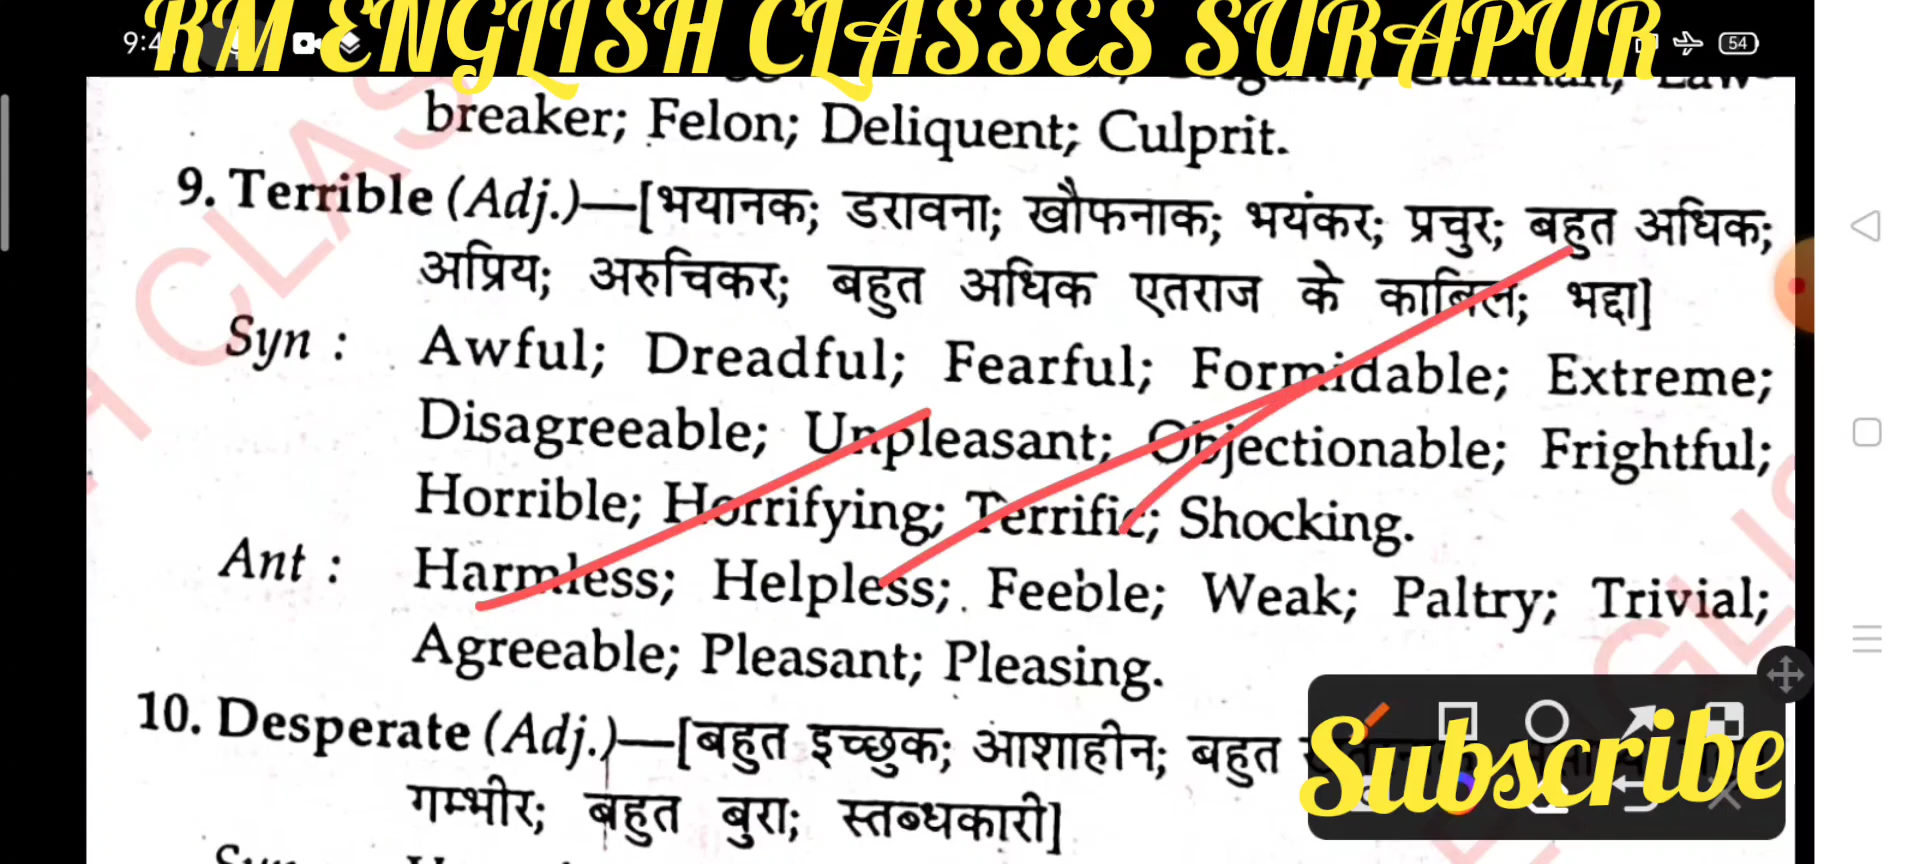 RM ENGLISH CLASSES SURAPUR
9:4
54
breaker; Felon; Deliquent; Culprit.
9. Terrible (Adj.)—[भयानक; डरावना; खौफनाक; भयंकर; प्रचुर; बहुत अधिक;
अप्रिय; अरुचिकर; बहुत अधिक एतराज के काबिल; भद्दा]
Syn : Awful; Dreadful; Fearful; Formidable; Extreme;
Disagreeable; Unpleasant; Objectionable; Frightful;
Horrible; Horrifying; Terrific; Shocking.
Ant : Harmless; Helpless; Feeble; Weak; Paltry; Trivial;
Agreeable; Pleasant; Pleasing.
10. Desperate (Adj.)—[बहुत इच्छुक; आशाहीन; बहुत
गम्भीर; बहुत बुरा; स्तब्धकारी]
Subscribe